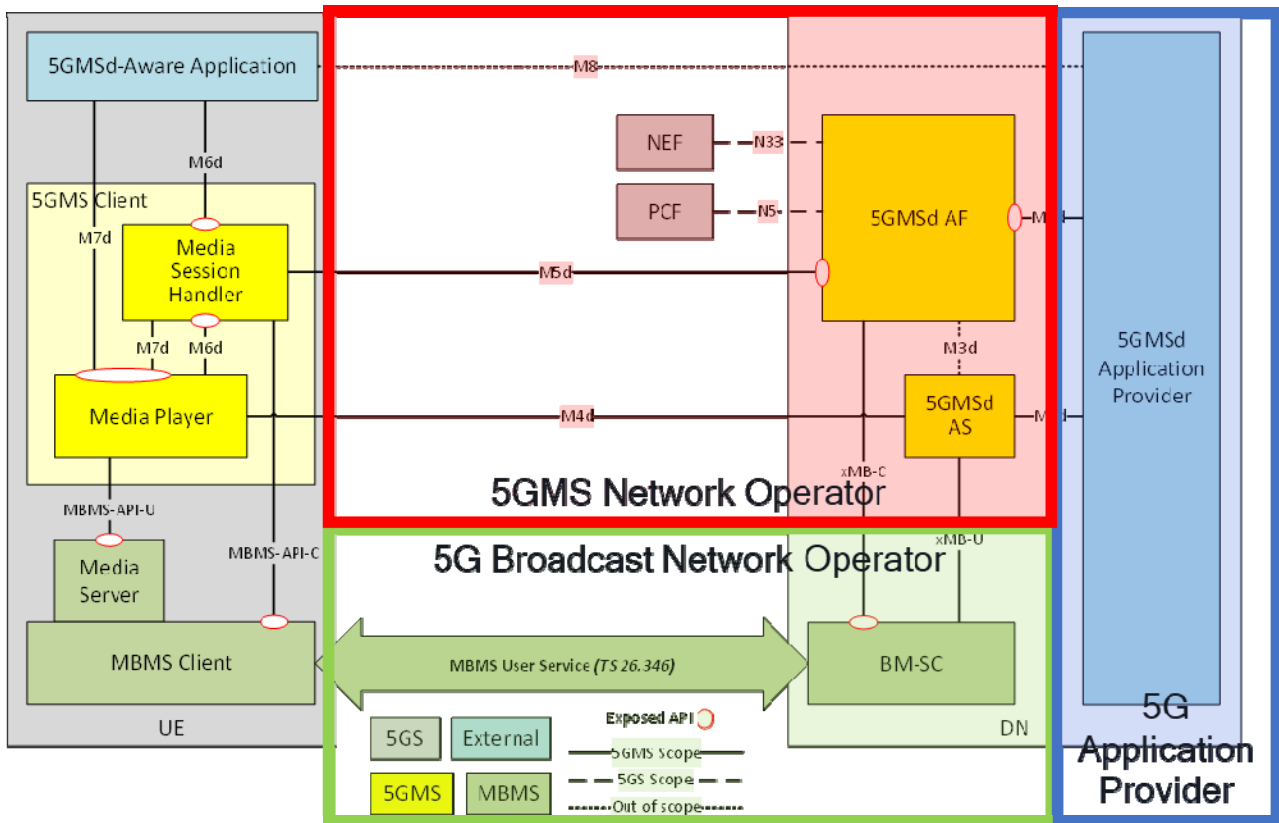 5GMSd-Aware Application
M8
NEF
N33
M6d
5GMS Client
PCF
N5
5GMSd AF
M7d
Media
Session
Handler
M5d
M7d
M6d
M3d
5GMSd
Application
Provider
Media Player
M4d
5GMSd
AS
xMB-C
5GMS Network Operator
MBMS-API-U
MBMS-API-C
5G Broadcast Network Operator
xMB-U
Media
Server
MBMS Client
MBMS User Service (TS 26.346)
BM-SC
UE
5GS
External
5GMS
MBMS
Exposed API
5GMS Scope
5GS Scope
Out of scope
DN
5G
Application
Provider